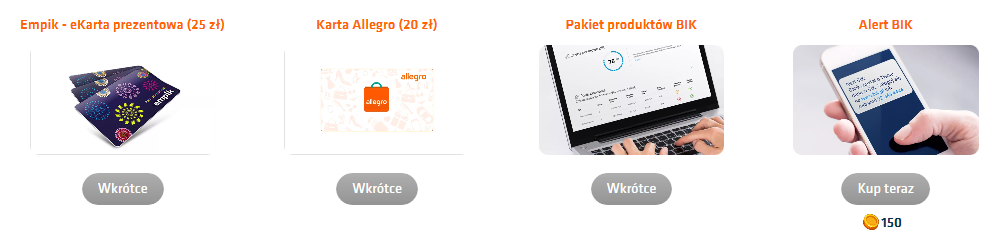 Empik - eKarta prezentowa (25 zł)
Karta Allegro (20 zł)
Pakiet produktów BIK
Alert BIK
empik
allegro
allegro
Wkrótce
Wkrótce
Wkrótce
Kup teraz
150